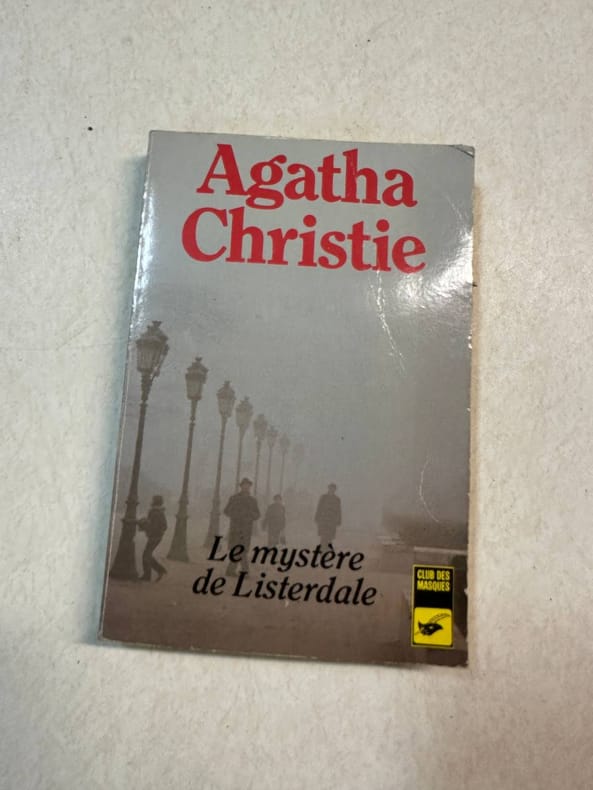 Agatha
Christie
Le mystère
de Listerdale
CLUB DES
MASQUES